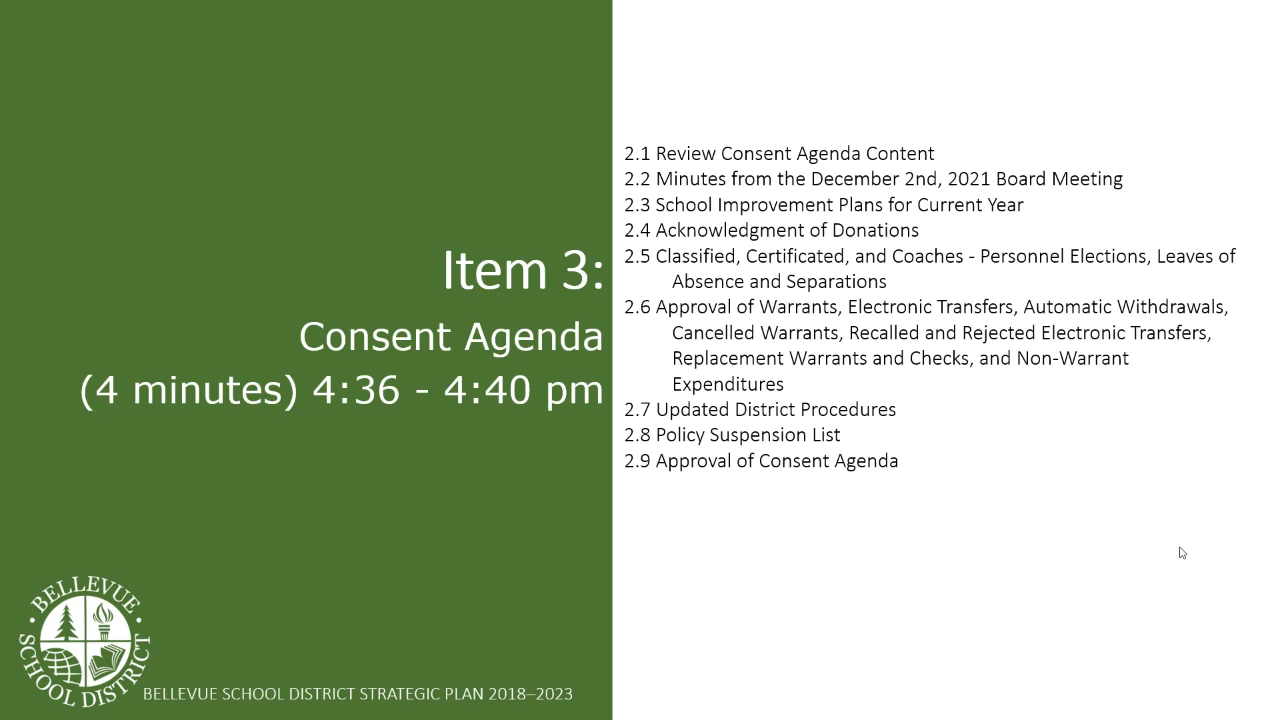 Item 3:
Consent Agenda
(4 minutes) 4:36 - 4:40 pm
2.1 Review Consent Agenda Content
2.2 Minutes from the December 2nd, 2021 Board Meeting
2.3 School Improvement Plans for Current Year
2.4 Acknowledgment of Donations
2.5 Classified, Certificated, and Coaches - Personnel Elections, Leaves of
Absence and Separations
2.6 Approval of Warrants, Electronic Transfers, Automatic Withdrawals,
Cancelled Warrants, Recalled and Rejected Electronic Transfers,
Replacement Warrants and Checks, and Non-Warrant
Expenditures
2.7 Updated District Procedures
2.8 Policy Suspension List
2.9 Approval of Consent Agenda
· BELLEVUE ·
SCHOOL DISTRICT
BELLEVUE SCHOOL DISTRICT STRATEGIC PLAN 2018–2023